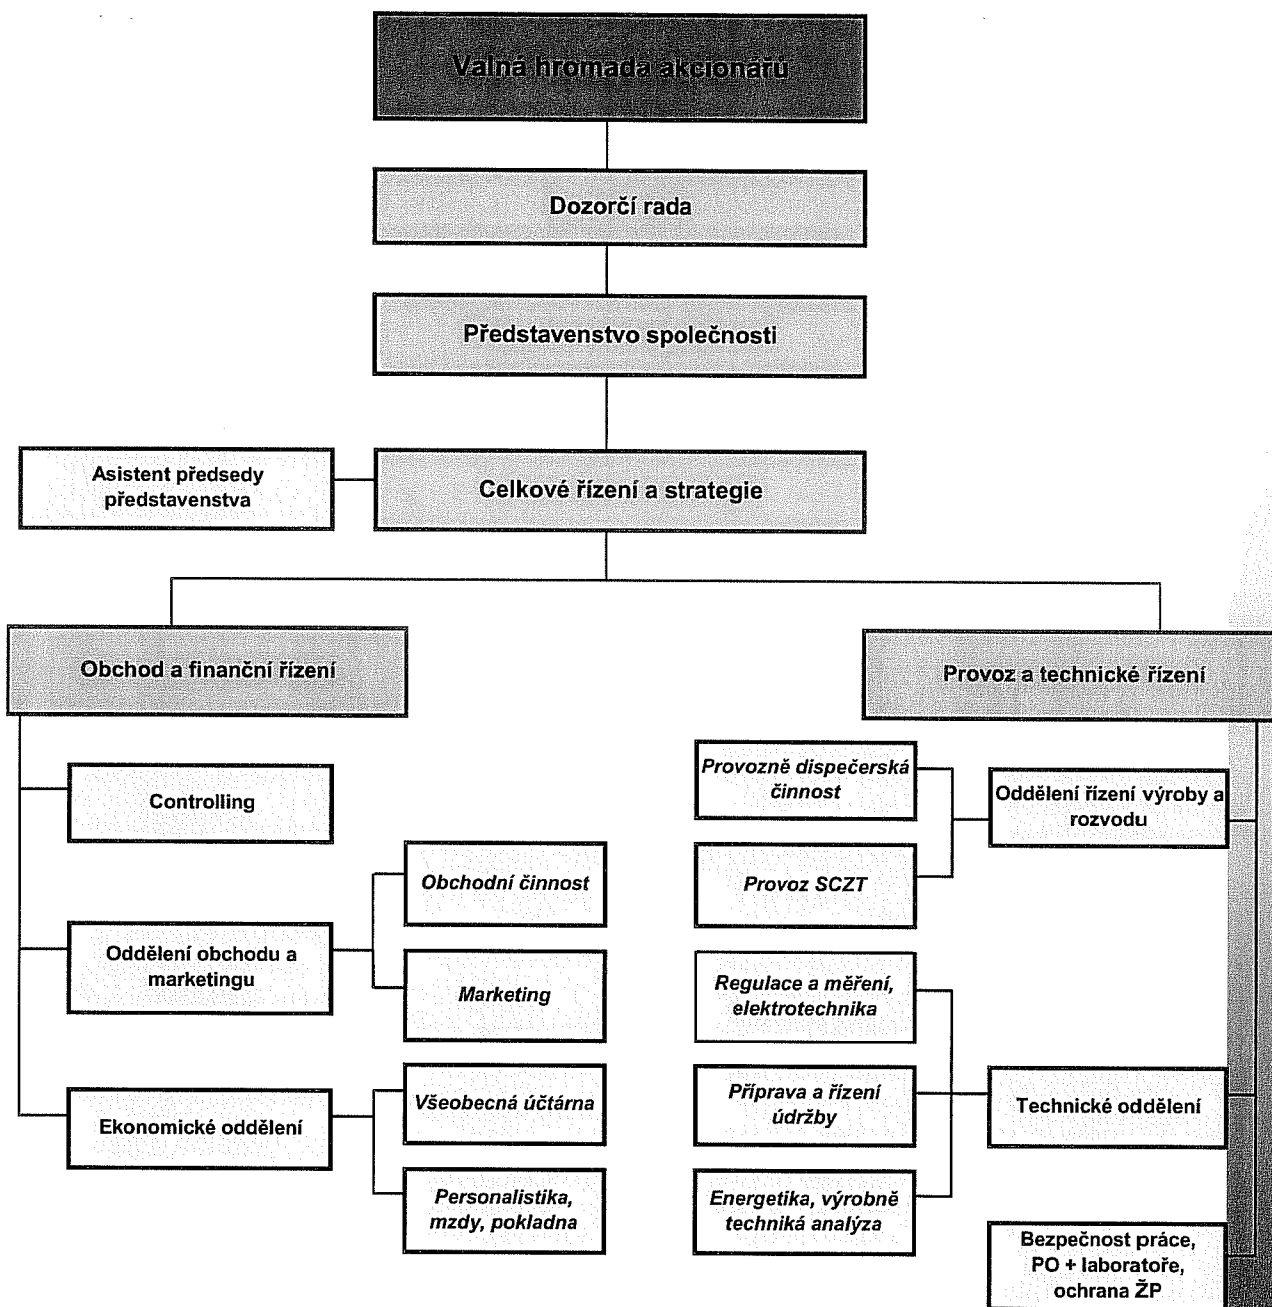 Valná hromada akcionářů
Dozorčí rada
Představenstvo společnosti
Asistent předsedy
představenstva
Celkové řízení a strategie
Obchod a finanční řízení
Provoz a technické řízení
Controlling
Oddělení obchodu a
marketingu
Obchodní činnost
Marketing
Ekonomické oddělení
Všeobecná účtárna
Personalistika,
mzdy, pokladna
Provozně dispečerská
činnost
Provoz SCZT
Oddělení řízení výroby a
rozvodu
Regulace a měření,
elektrotechnika
Příprava a řízení
údržby
Energetika, výrobně
techniká analýza
Technické oddělení
Bezpečnost práce,
PO + laboratoře,
ochrana ŽP